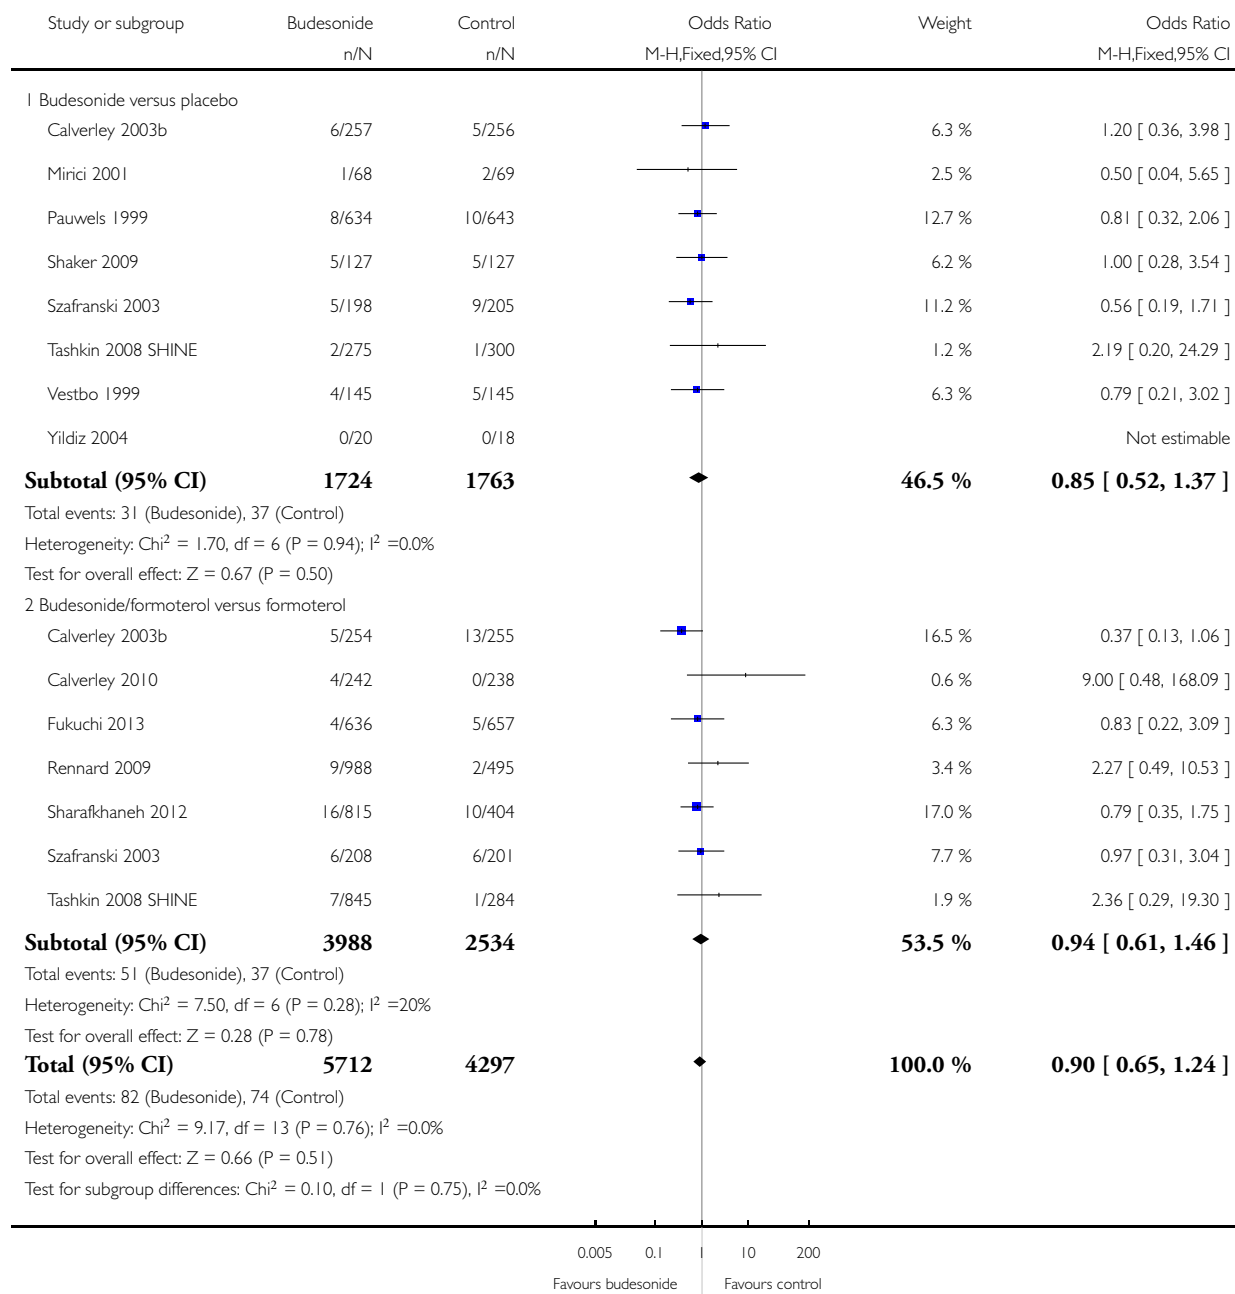 Study or subgroup Budesonide Control Odds Ratio Weight Odds Ratio
n/N n/N M-H,Fixed,95% CI M-H,Fixed,95% CI
1 Budesonide versus placebo
Calverley 2003b 6/257 5/256 6.3 % 1.20 [ 0.36, 3.98 ]
Mirici 2001 1/68 2/69 2.5 % 0.50 [ 0.04, 5.65 ]
Pauwels 1999 8/634 10/643 12.7 % 0.81 [ 0.32, 2.06 ]
Shaker 2009 5/127 5/127 6.2 % 1.00 [ 0.28, 3.54 ]
Szafranski 2003 5/198 9/205 11.2 % 0.56 [ 0.19, 1.71 ]
Tashkin 2008 SHINE 2/275 1/300 1.2 % 2.19 [ 0.20, 24.29 ]
Vestbo 1999 4/145 5/145 6.3 % 0.79 [ 0.21, 3.02 ]
Yildiz 2004 0/20 0/18 Not estimable
Subtotal (95% CI) 1724 1763 46.5 % 0.85 [ 0.52, 1.37 ]
Total events: 31 (Budesonide), 37 (Control)
Heterogeneity: Chi² = 1.70, df = 6 (P = 0.94); I² =0.0%
Test for overall effect: Z = 0.67 (P = 0.50)
2 Budesonide/formoterol versus formoterol
Calverley 2003b 5/254 13/255 16.5 % 0.37 [ 0.13, 1.06 ]
Calverley 2010 4/242 0/238 0.6 % 9.00 [ 0.48, 168.09 ]
Fukuchi 2013 4/636 5/657 6.3 % 0.83 [ 0.22, 3.09 ]
Rennard 2009 9/988 2/495 3.4 % 2.27 [ 0.49, 10.53 ]
Sharafkhaneh 2012 16/815 10/404 17.0 % 0.79 [ 0.35, 1.75 ]
Szafranski 2003 6/208 6/201 7.7 % 0.97 [ 0.31, 3.04 ]
Tashkin 2008 SHINE 7/845 1/284 1.9 % 2.36 [ 0.29, 19.30 ]
Subtotal (95% CI) 3988 2534 53.5 % 0.94 [ 0.61, 1.46 ]
Total events: 51 (Budesonide), 37 (Control)
Heterogeneity: Chi² = 7.50, df = 6 (P = 0.28); I² =20%
Test for overall effect: Z = 0.28 (P = 0.78)
Total (95% CI) 5712 4297 100.0 % 0.90 [ 0.65, 1.24 ]
Total events: 82 (Budesonide), 74 (Control)
Heterogeneity: Chi² = 9.17, df = 13 (P = 0.76); I² =0.0%
Test for overall effect: Z = 0.66 (P = 0.51)
Test for subgroup differences: Chi² = 0.10, df = 1 (P = 0.75), I² =0.0%
0.005 0.1 1 10 200
Favours budesonide Favours control